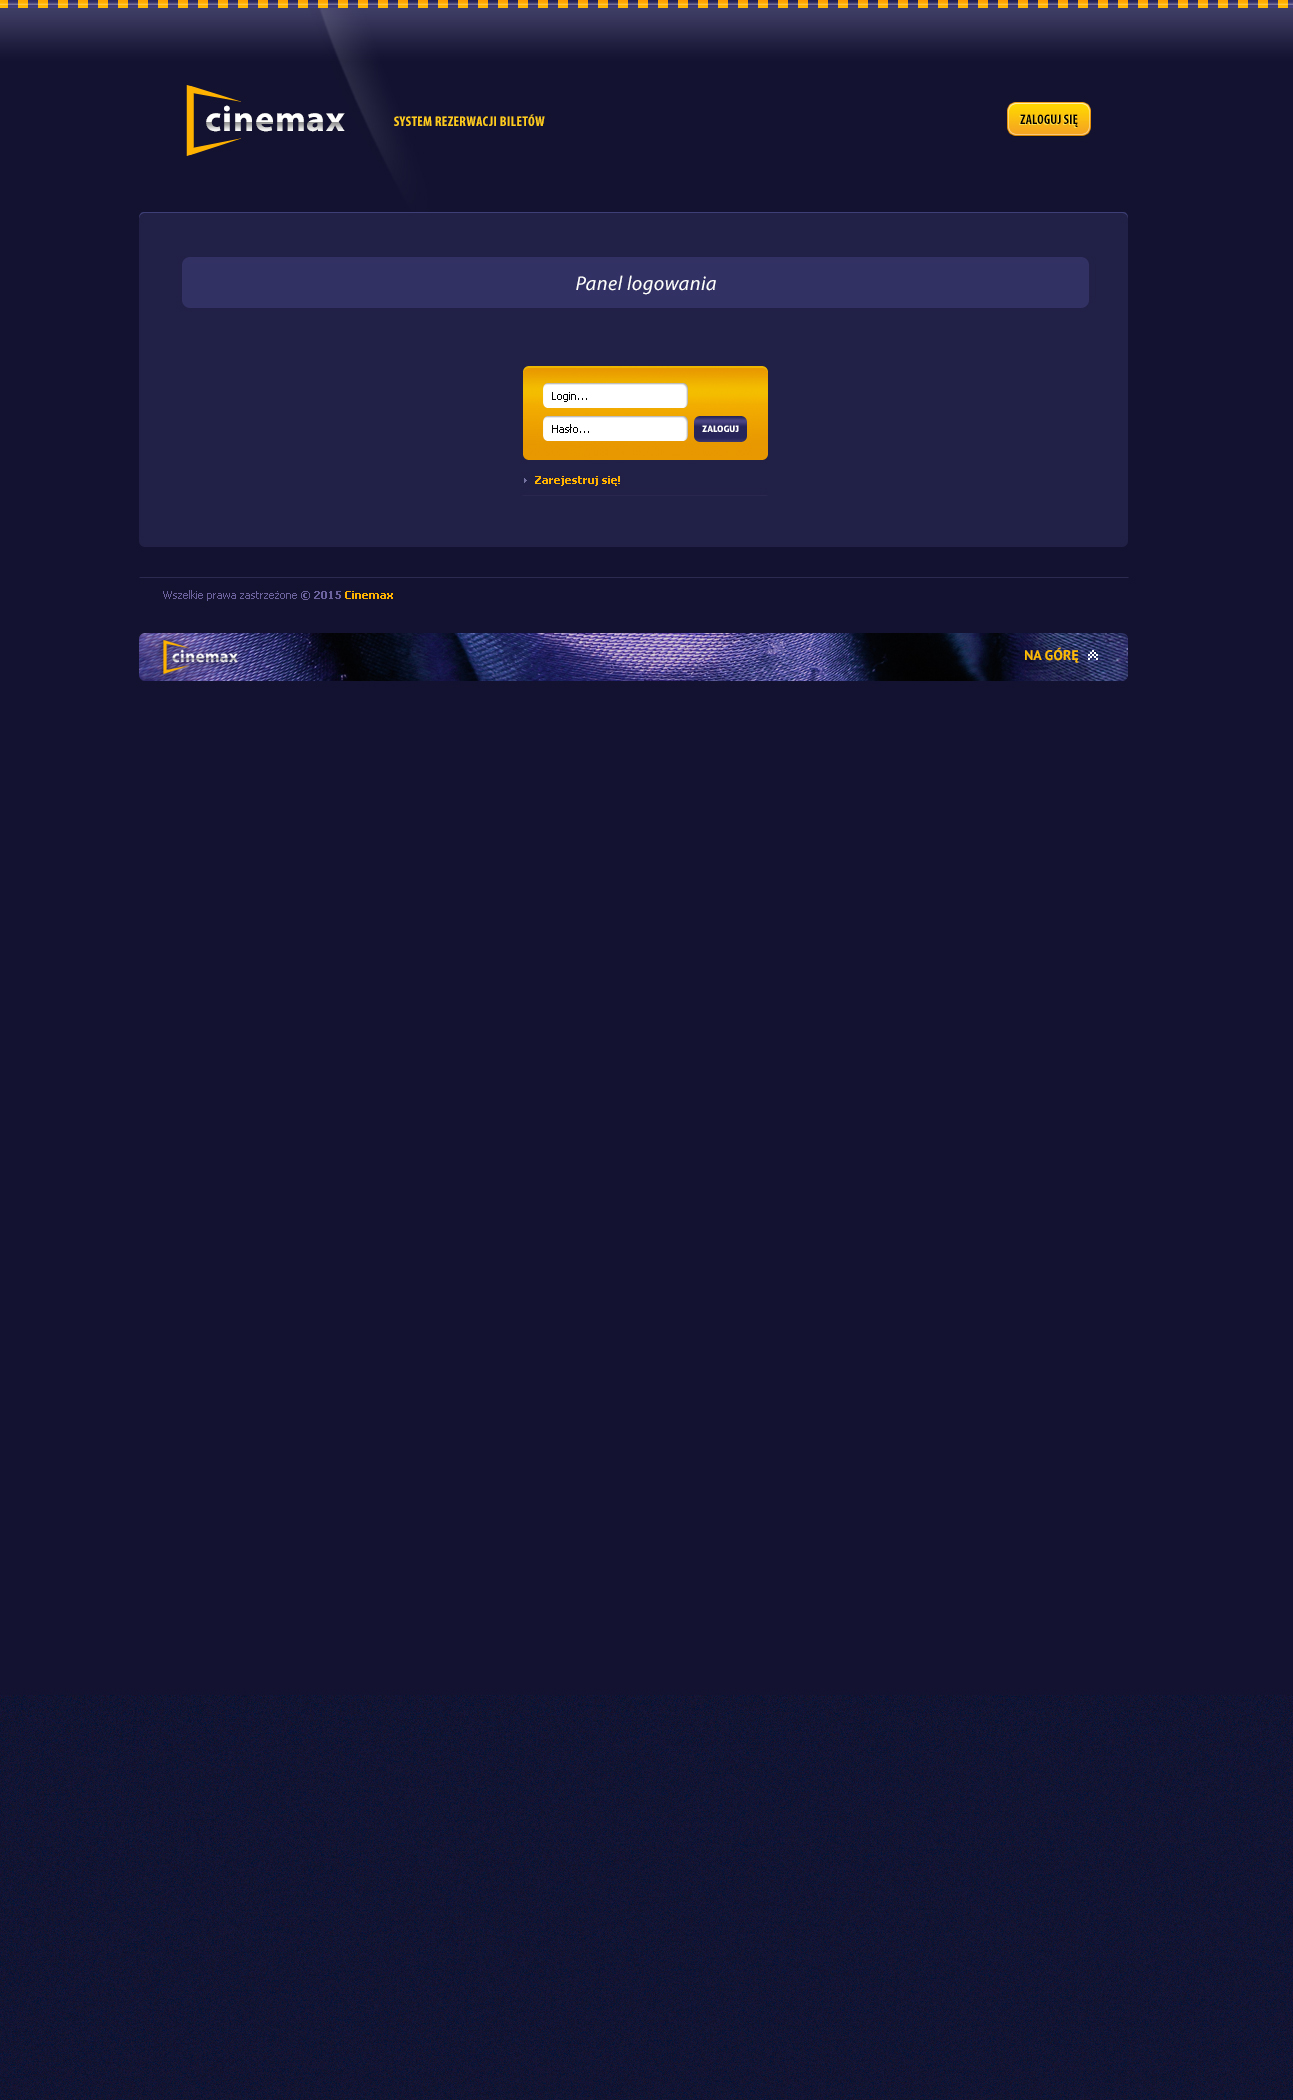 cinemax
SYSTEM REZERWACJI BILETÓW
ZALOGUJ SIĘ
Panel logowania
Login...
Hasło...
ZALOGUJ
Zarejestruj się!
Wszelkie prawa zastrzeżone © 2015 Cinemax
cinemax
NA GÓRĘ